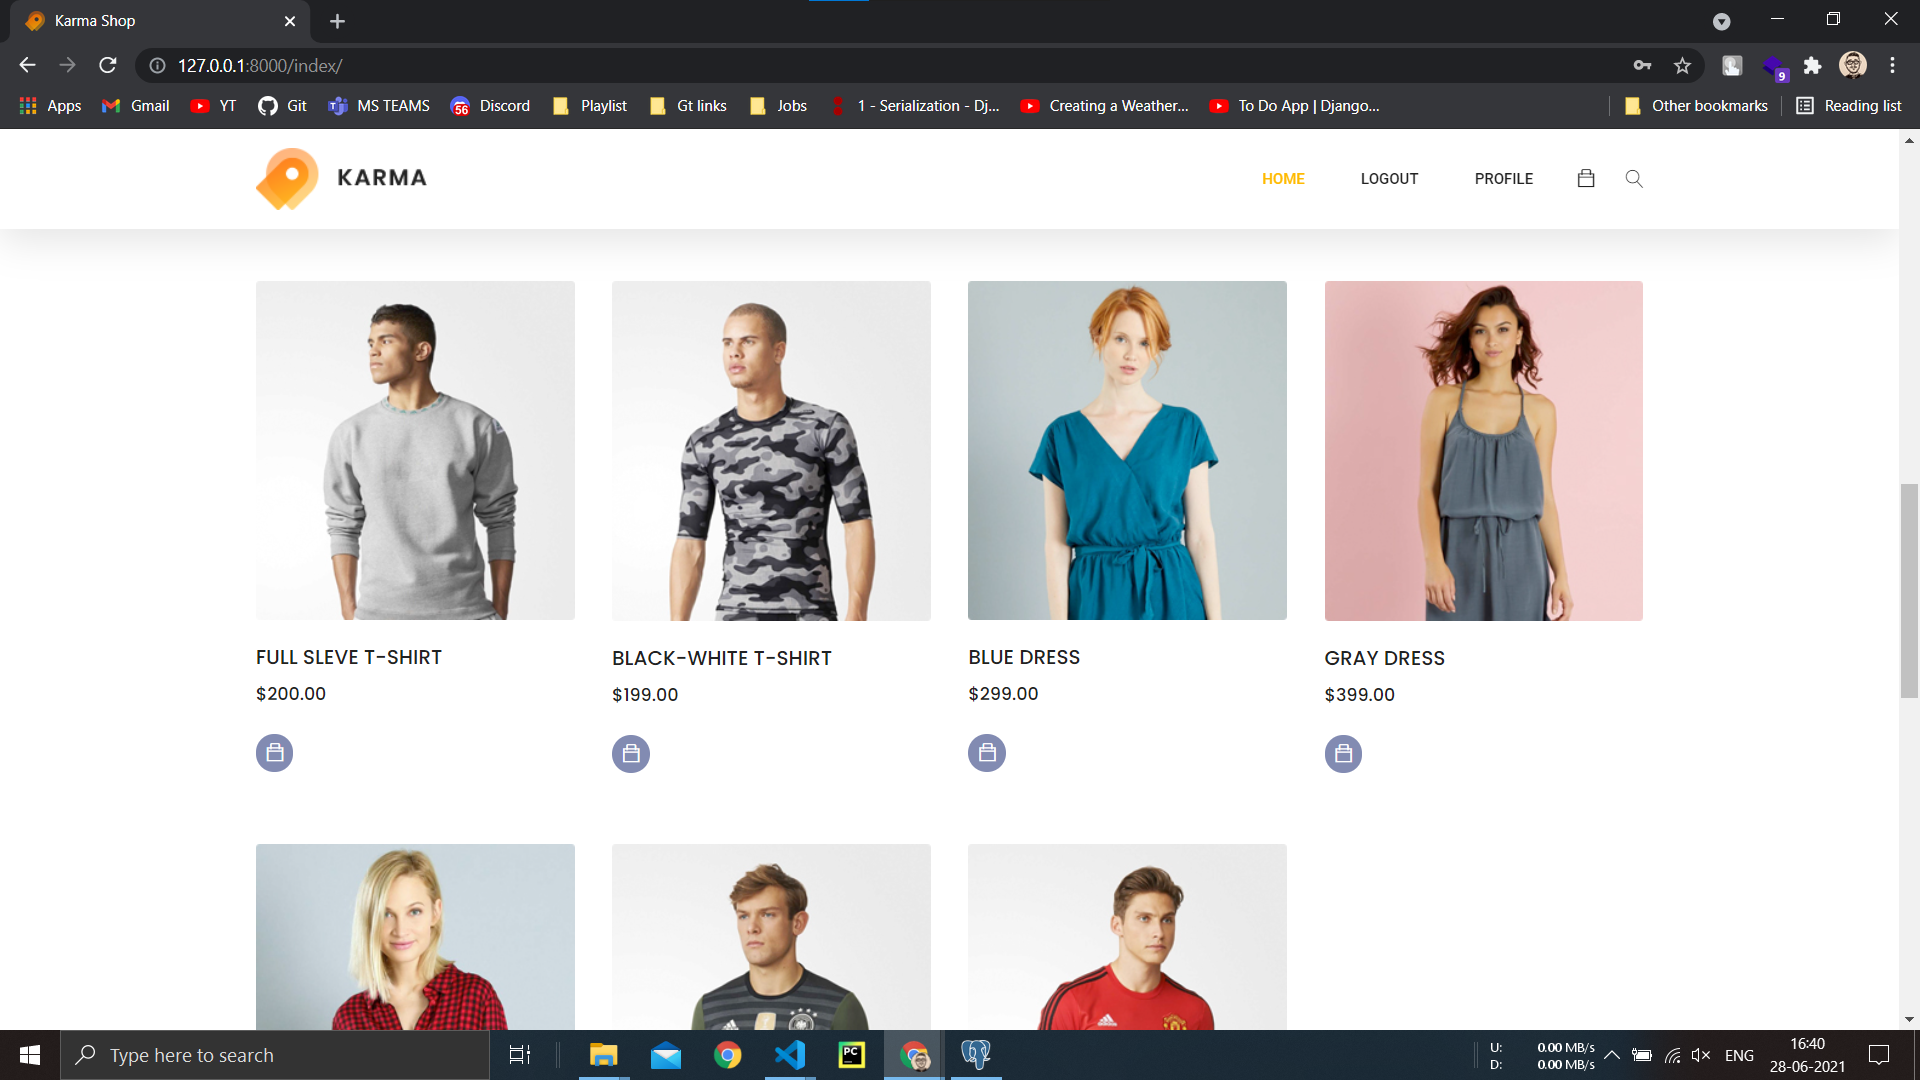 Karma Shop
127.0.0.1:8000/index/
9
Apps Gmail YT Git MS TEAMS 56 Discord Playlist Gt links Jobs 1 - Serialization - Dj... Creating a Weather... To Do App | Django... Other bookmarks Reading list
KARMA HOME LOGOUT PROFILE
FULL SLEVE T-SHIRT BLACK-WHITE T-SHIRT BLUE DRESS GRAY DRESS
$200.00 $199.00 $299.00 $399.00
Type here to search
PC
U: 0.00 MB/s
D: 0.00 MB/s
ENG
16:40
28-06-2021